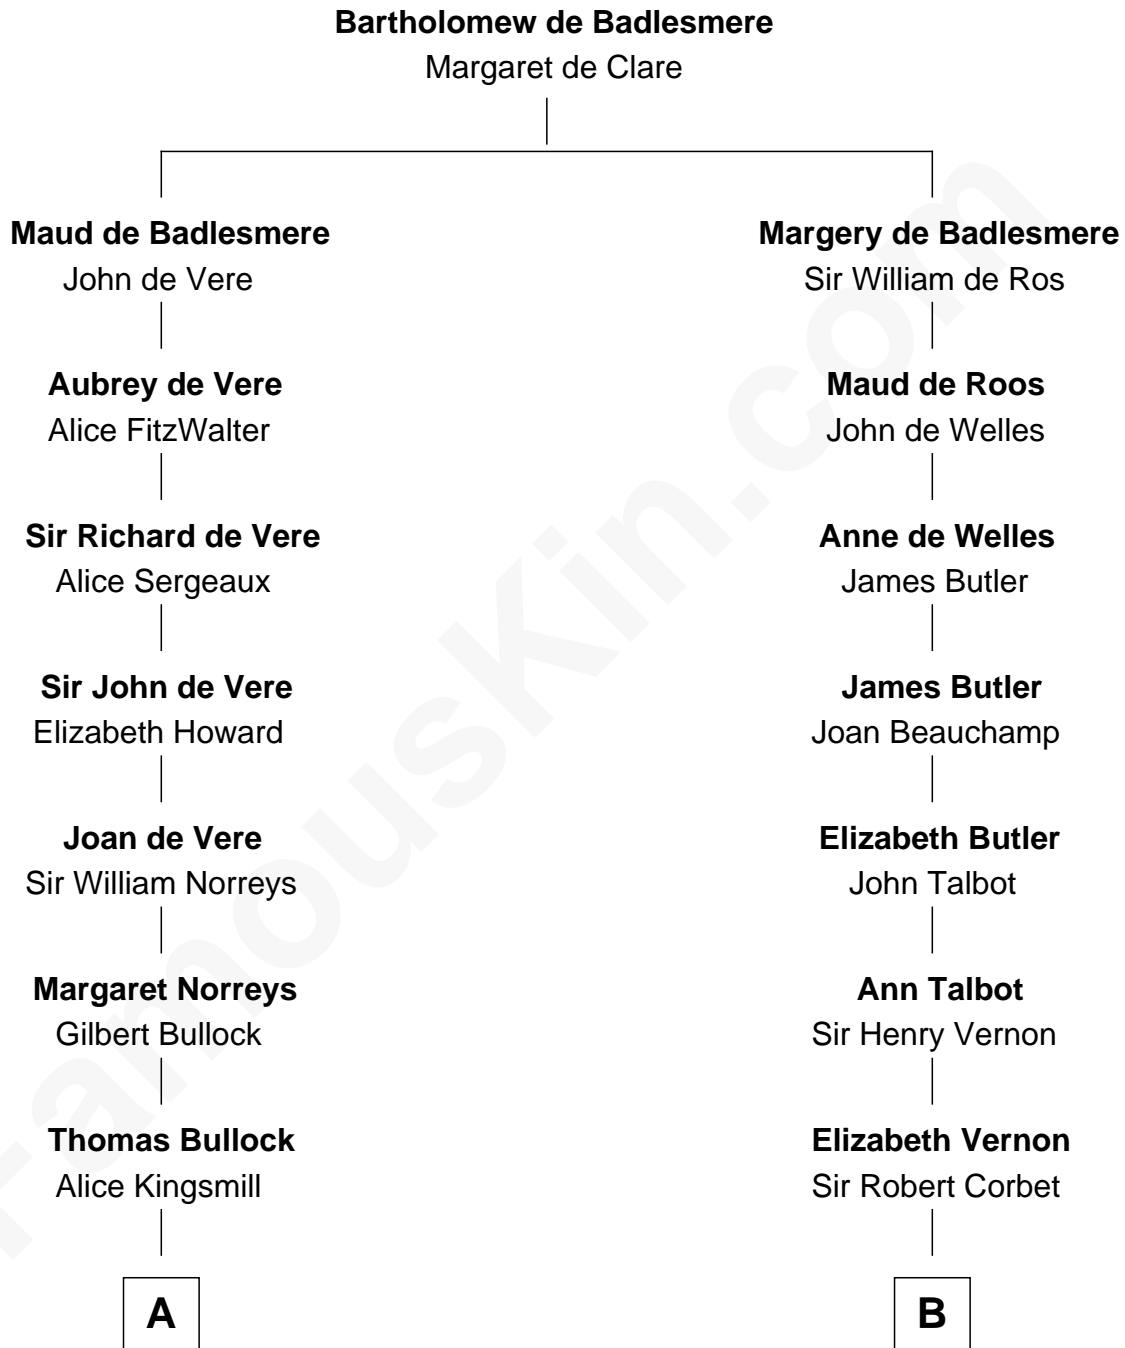 Bartholomew de Badlesmere
Margaret de Clare
Maud de Badlesmere
John de Vere
Margery de Badlesmere
Sir William de Ros
Aubrey de Vere
Alice FitzWalter
Maud de Roos
John de Welles
Sir Richard de Vere
Alice Sergeaux
Anne de Welles
James Butler
Sir John de Vere
Elizabeth Howard
James Butler
Joan Beauchamp
Joan de Vere
Sir William Norreys
Elizabeth Butler
John Talbot
Margaret Norreys
Gilbert Bullock
Ann Talbot
Sir Henry Vernon
Thomas Bullock
Alice Kingsmill
Elizabeth Vernon
Sir Robert Corbet
A
B
FamousKin.com